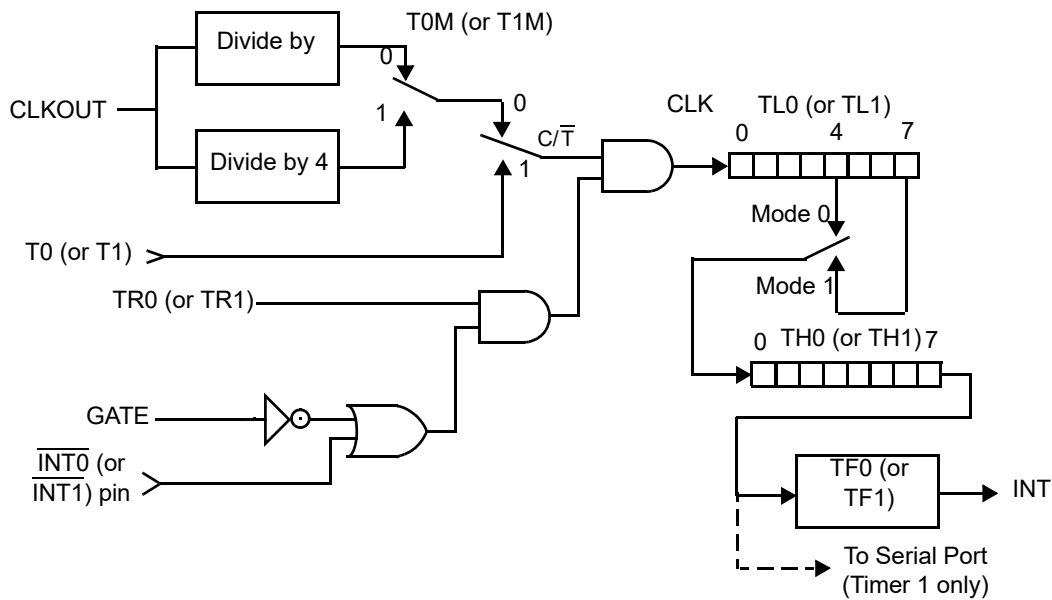 T0M (or T1M)
Divide by
0
CLKOUT
1
Divide by 4
0
C/T̅
1
CLK
TL0 (or TL1)
0 4 7
Mode 0
Mode 1
T0 (or T1)
TR0 (or TR1)
0 TH0 (or TH1) 7
GATE
I̅N̅T̅0̅ (or
I̅N̅T̅1̅) pin
TF0 (or
TF1)
INT
To Serial Port
(Timer 1 only)